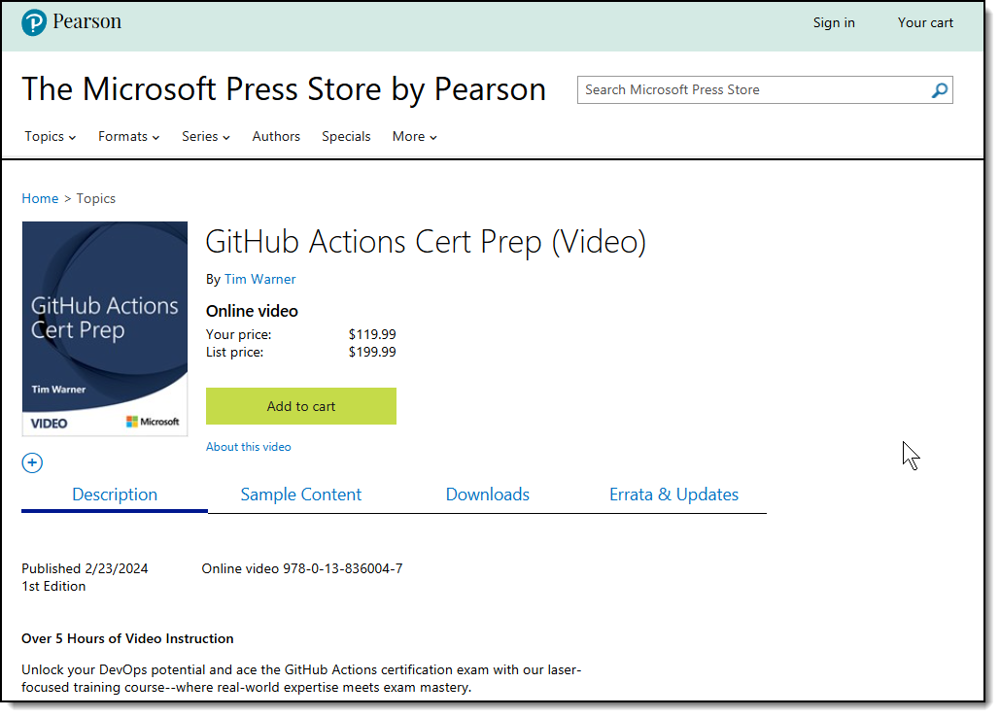 Pearson
Sign in
Your cart
The Microsoft Press Store by Pearson
Search Microsoft Press Store
Topics
Formats
Series
Authors
Specials
More
Home > Topics
GitHub Actions
Cert Prep
Tim Warner
VIDEO
Microsoft
GitHub Actions Cert Prep (Video)
By Tim Warner
Online video
Your price: $119.99
List price: $199.99
Add to cart
About this video
Description
Sample Content
Downloads
Errata & Updates
Published 2/23/2024
Online video 978-0-13-836004-7
1st Edition
Over 5 Hours of Video Instruction
Unlock your DevOps potential and ace the GitHub Actions certification exam with our laser-
focused training course--where real-world expertise meets exam mastery.